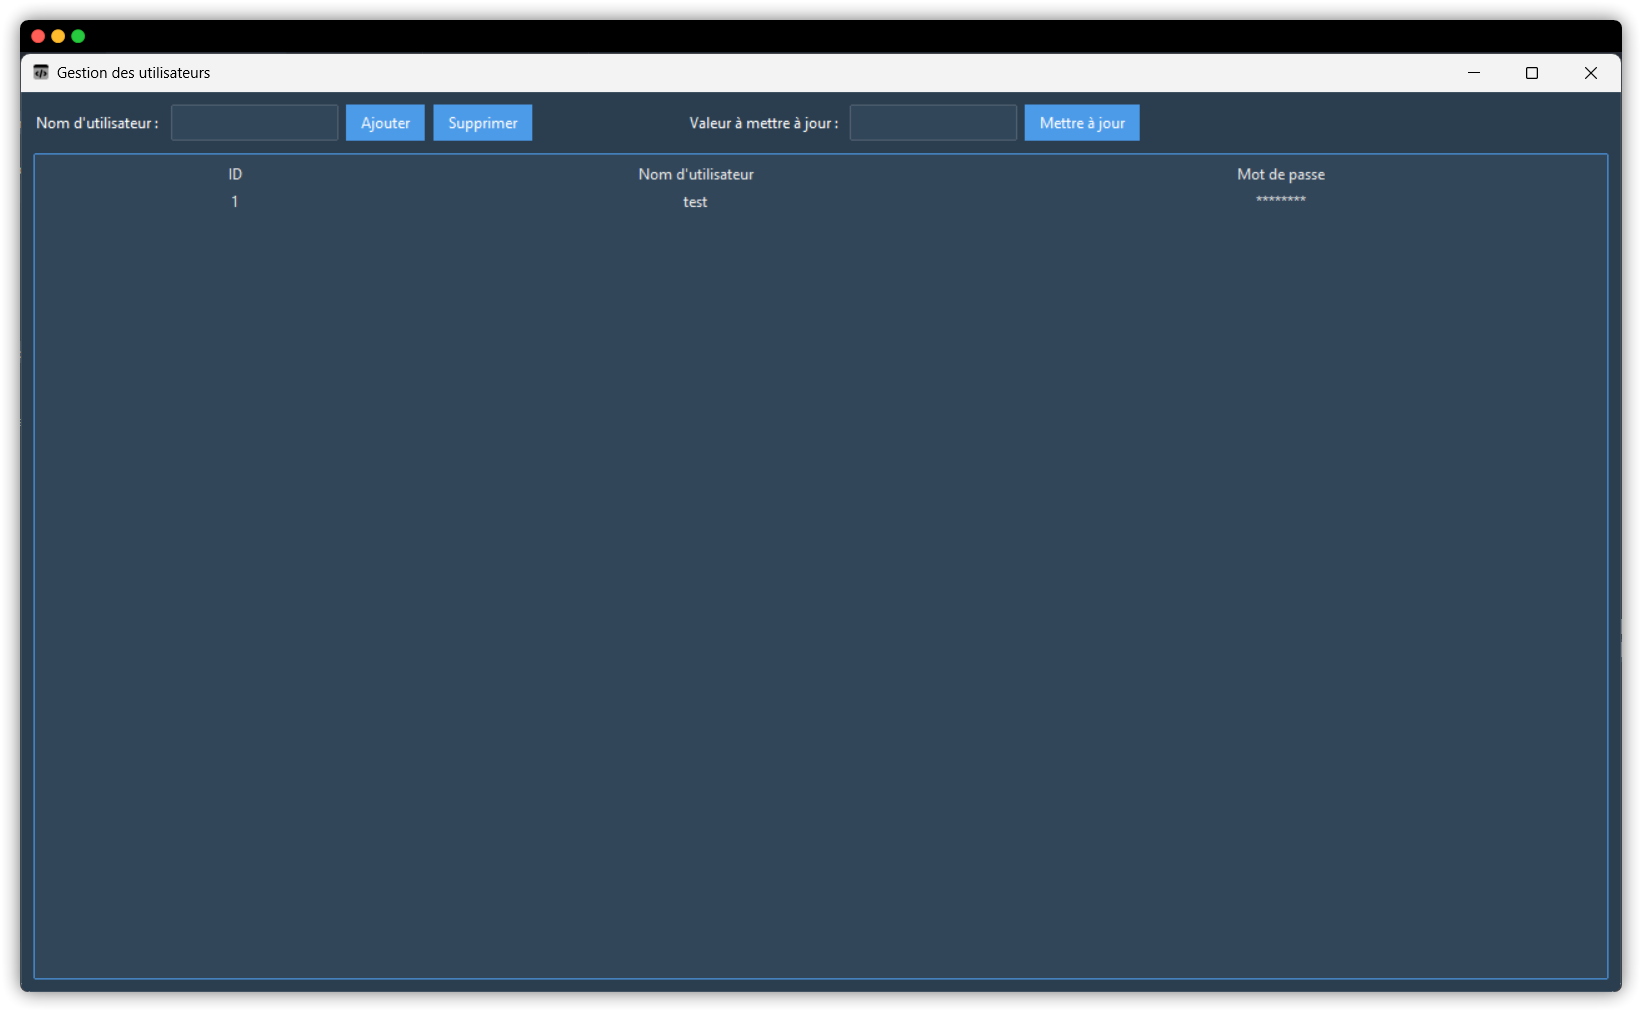 Gestion des utilisateurs
Nom d'utilisateur : Ajouter Supprimer Valeur à mettre à jour : Mettre à jour
ID Nom d'utilisateur Mot de passe
1 test ********